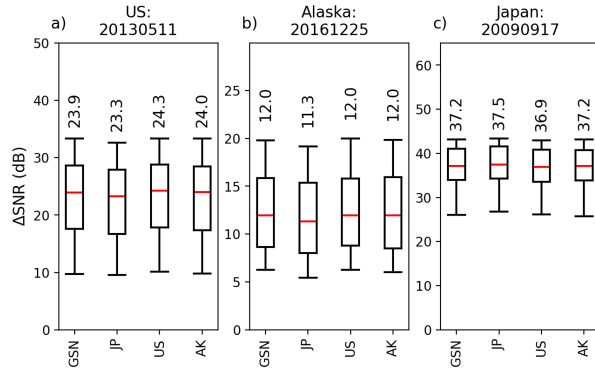 a)
US:
20130511
b)
Alaska:
20161225
c)
Japan:
20090917
ΔSNR (dB)
50
40
30
20
10
0
23.9
23.3
24.3
24.0
GSN
JP
US
AK
25
20
15
10
5
0
12.0
11.3
12.0
12.0
GSN
JP
US
AK
60
50
40
30
20
10
0
37.2
37.5
36.9
37.2
GSN
JP
US
AK